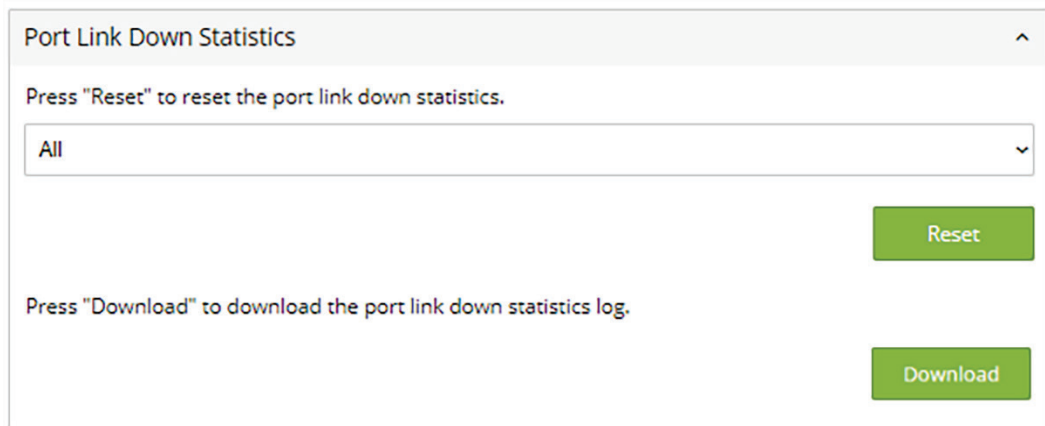 Port Link Down Statistics
Press "Reset" to reset the port link down statistics.
All
Reset
Press "Download" to download the port link down statistics log.
Download